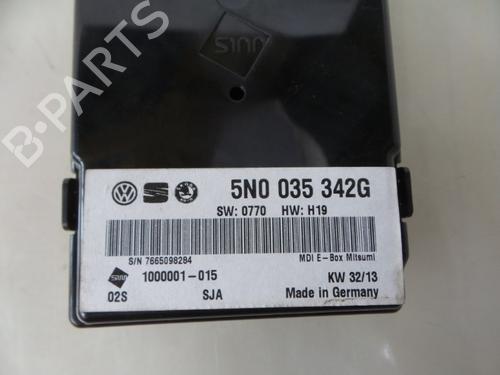 B-PARTS
5N0 035 342G
SW: 0770 HW: H19
S/N 7665098284
MDI E-Box Mitsumi
1000001-015
KW 32/13
02S
SJA
Made in Germany